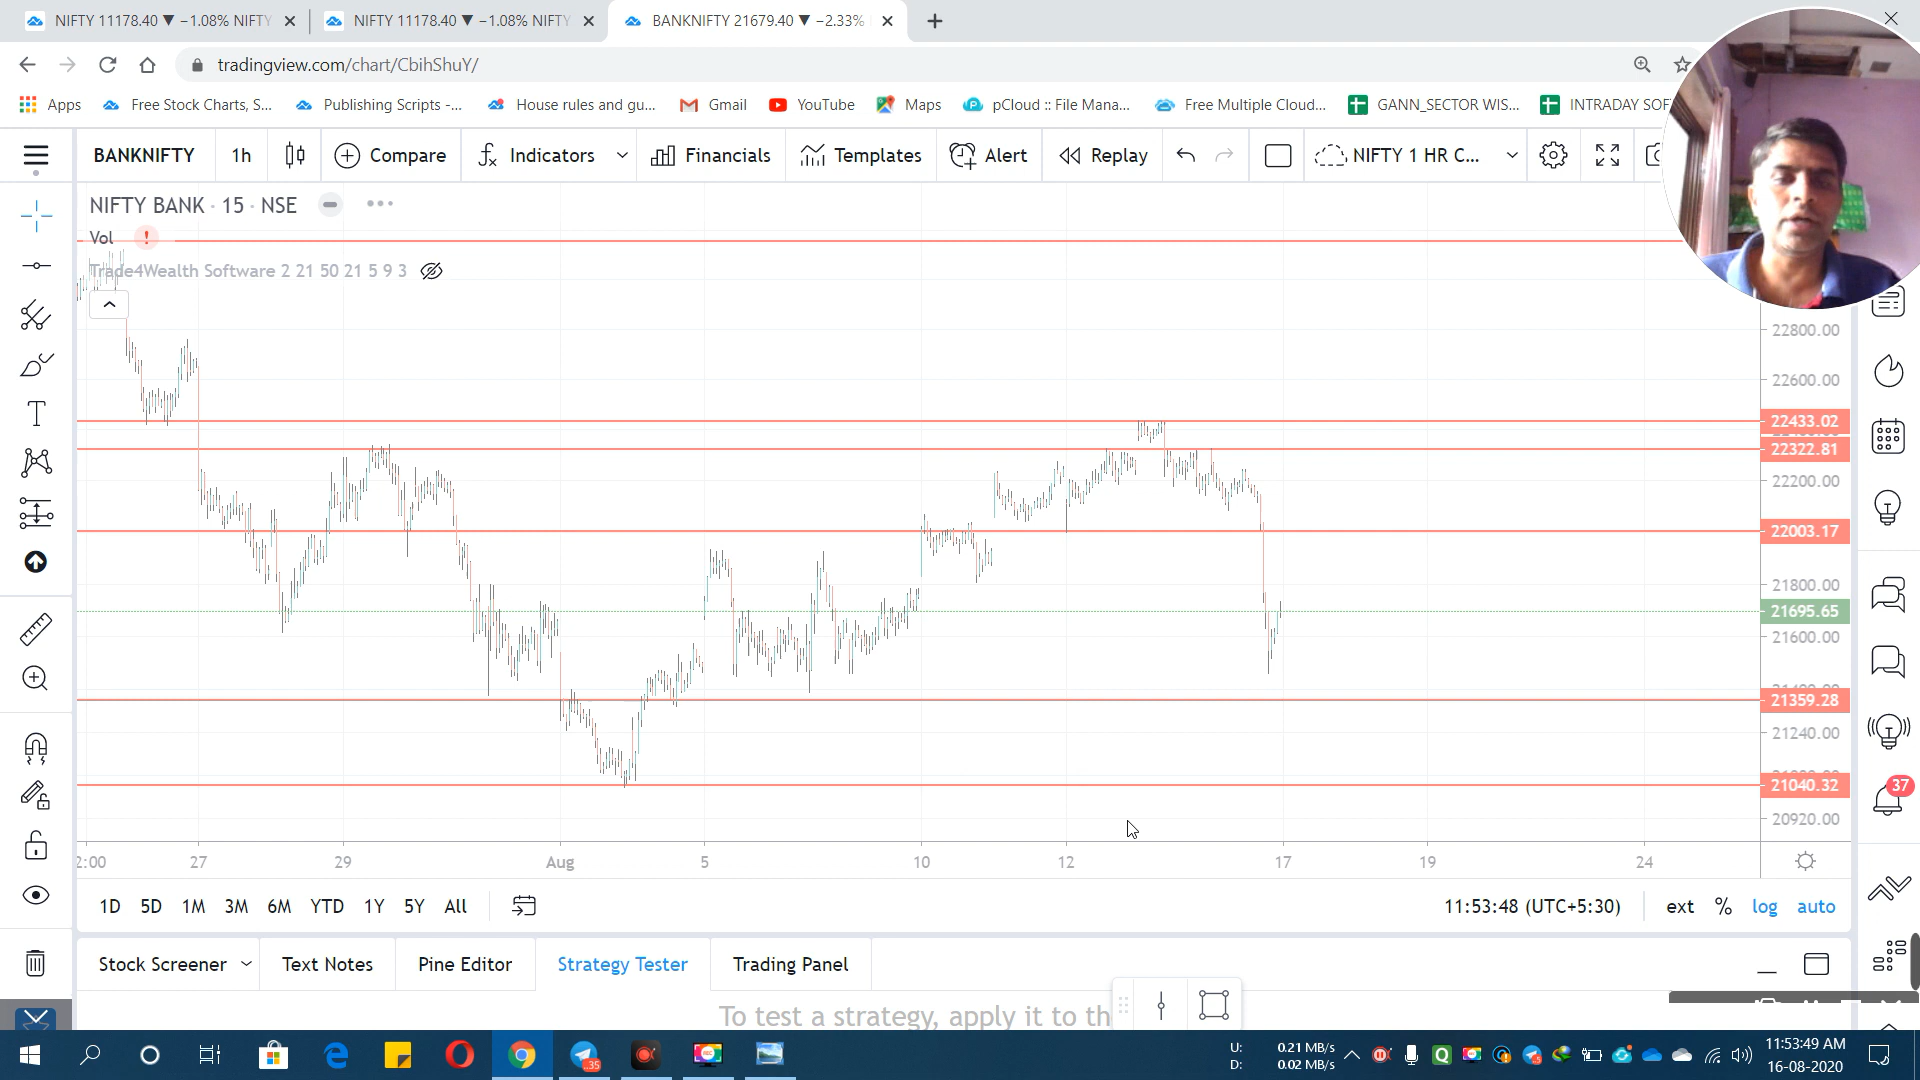 NIFTY 11178.40 ▼ −1.08% NIFTY
NIFTY 11178.40 ▼ −1.08% NIFTY
BANKNIFTY 21679.40 ▼ −2.33%
tradingview.com/chart/CbihShuY/
Apps
Free Stock Charts, S...
Publishing Scripts -...
House rules and gu...
Gmail
YouTube
Maps
pCloud :: File Mana...
Free Multiple Cloud...
GANN_SECTOR WIS...
INTRADAY SOF
BANKNIFTY
1h
Compare
Indicators
Financials
Templates
Alert
Replay
NIFTY 1 HR C...
NIFTY BANK · 15 · NSE
Vol
Trade4Wealth Software 2 21 50 21 5 9 3
22800.00
22600.00
22433.02
22322.81
22200.00
22003.17
21800.00
21695.65
21600.00
21359.28
21240.00
21040.32
20920.00
37
2:00
27
29
Aug
5
10
12
17
19
24
1D
5D
1M
3M
6M
YTD
1Y
5Y
All
11:53:48 (UTC+5:30)
ext
%
log
auto
Stock Screener
Text Notes
Pine Editor
Strategy Tester
Trading Panel
To test a strategy, apply it to th
35
U: 0.21 MB/s
D: 0.02 MB/s
11:53:49 AM
16-08-2020